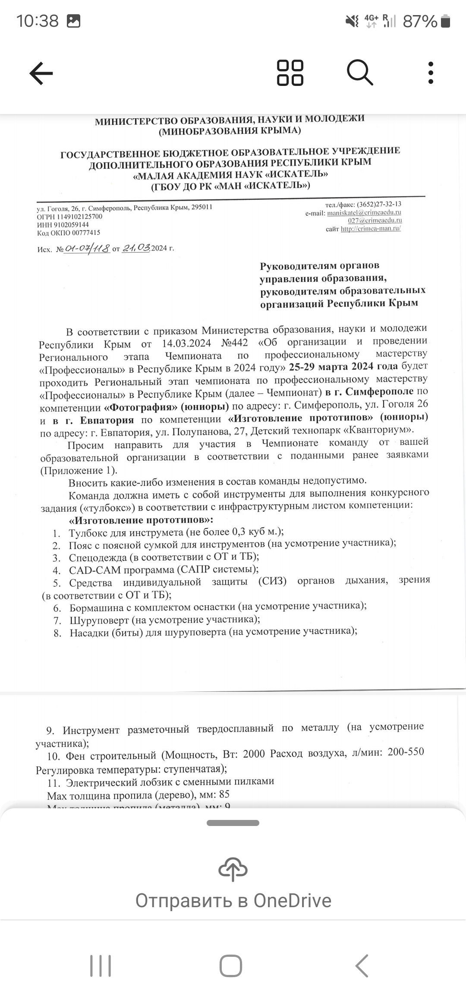 10:38
4G+ R 87%
МИНИСТЕРСТВО ОБРАЗОВАНИЯ, НАУКИ И МОЛОДЕЖИ
(МИНОБРАЗОВАНИЯ КРЫМА)
ГОСУДАРСТВЕННОЕ БЮДЖЕТНОЕ ОБРАЗОВАТЕЛЬНОЕ УЧРЕЖДЕНИЕ
ДОПОЛНИТЕЛЬНОГО ОБРАЗОВАНИЯ РЕСПУБЛИКИ КРЫМ
«МАЛАЯ АКАДЕМИЯ НАУК «ИСКАТЕЛЬ»
(ГБОУ ДО РК «МАН «ИСКАТЕЛЬ»)
ул. Гоголя, 26, г. Симферополь, Республика Крым, 295011
ОГРН 1149102125700
ИНН 9102059144
Код ОКПО 00777415
тел./факс: (3652)27-32-13
e-mail: maniskatel@crimeaedu.ru
027@crimeaedu.ru
сайт http://crimea-man.ru/
Исх. № 01-07/118 от 21.03.2024 г.
Руководителям органов
управления образования,
руководителям образовательных
организаций Республики Крым
В соответствии с приказом Министерства образования, науки и молодежи
Республики Крым от 14.03.2024 №442 «Об организации и проведении
Регионального этапа Чемпионата по профессиональному мастерству
«Профессионалы» в Республике Крым в 2024 году» 25-29 марта 2024 года будет
проходить Региональный этап чемпионата по профессиональному мастерству
«Профессионалы» в Республике Крым (далее – Чемпионат) в г. Симферополе по
компетенции «Фотография» (юниоры) по адресу: г. Симферополь, ул. Гоголя 26
и в г. Евпатория по компетенции «Изготовление прототипов» (юниоры)
по адресу: г. Евпатория, ул. Полупанова, 27, Детский технопарк «Кванториум».
Просим направить для участия в Чемпионате команду от вашей
образовательной организации в соответствии с поданными ранее заявками
(Приложение 1).
Вносить какие-либо изменения в состав команды недопустимо.
Команда должна иметь с собой инструменты для выполнения конкурсного
задания («тулбокс») в соответствии с инфраструктурным листом компетенции:
«Изготовление прототипов»:
1. Тулбокс для инструмета (не более 0,3 куб м.);
2. Пояс с поясной сумкой для инструментов (на усмотрение участника);
3. Спецодежда (в соответствии с ОТ и ТБ);
4. CAD-CAM программа (САПР системы);
5. Средства индивидуальной защиты (СИЗ) органов дыхания, зрения
(в соответствии с ОТ и ТБ);
6. Бормашина с комплектом оснастки (на усмотрение участника);
7. Шуруповерт (на усмотрение участника);
8. Насадки (биты) для шуруповерта (на усмотрение участника);
9. Инструмент разметочный твердосплавный по металлу (на усмотрение
участника);
10. Фен строительный (Мощность, Вт: 2000 Расход воздуха, л/мин: 200-550
Регулировка температуры: ступенчатая);
11. Электрический лобзик с сменными пилками
Мах толщина пропила (дерево), мм: 85
Мах толщина пропила (металла), мм: 9
Отправить в OneDrive